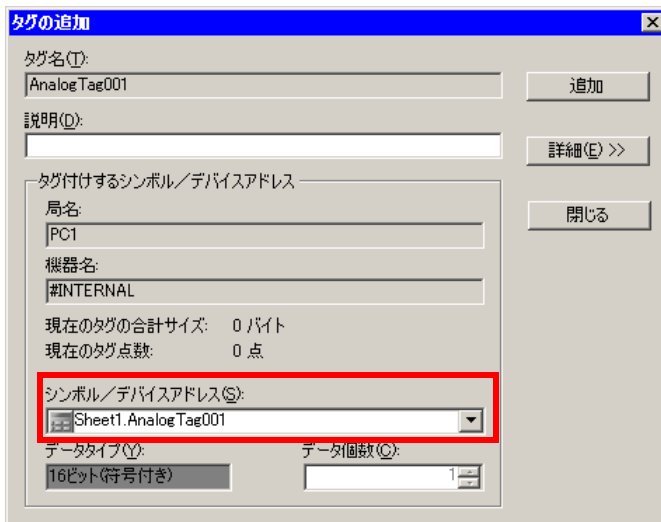 タグの追加
タグ名(T):
AnalogTag001
追加
説明(D):
詳細(E) >>
タグ付けするシンボル／デバイスアドレス
閉じる
局名:
PC1
機器名:
#INTERNAL
現在のタグの合計サイズ: 0 バイト
現在のタグ点数: 0 点
シンボル／デバイスアドレス(S):
Sheet1.AnalogTag001
データタイプ(Y): データ個数(C):
16ビット(符号付き) 1